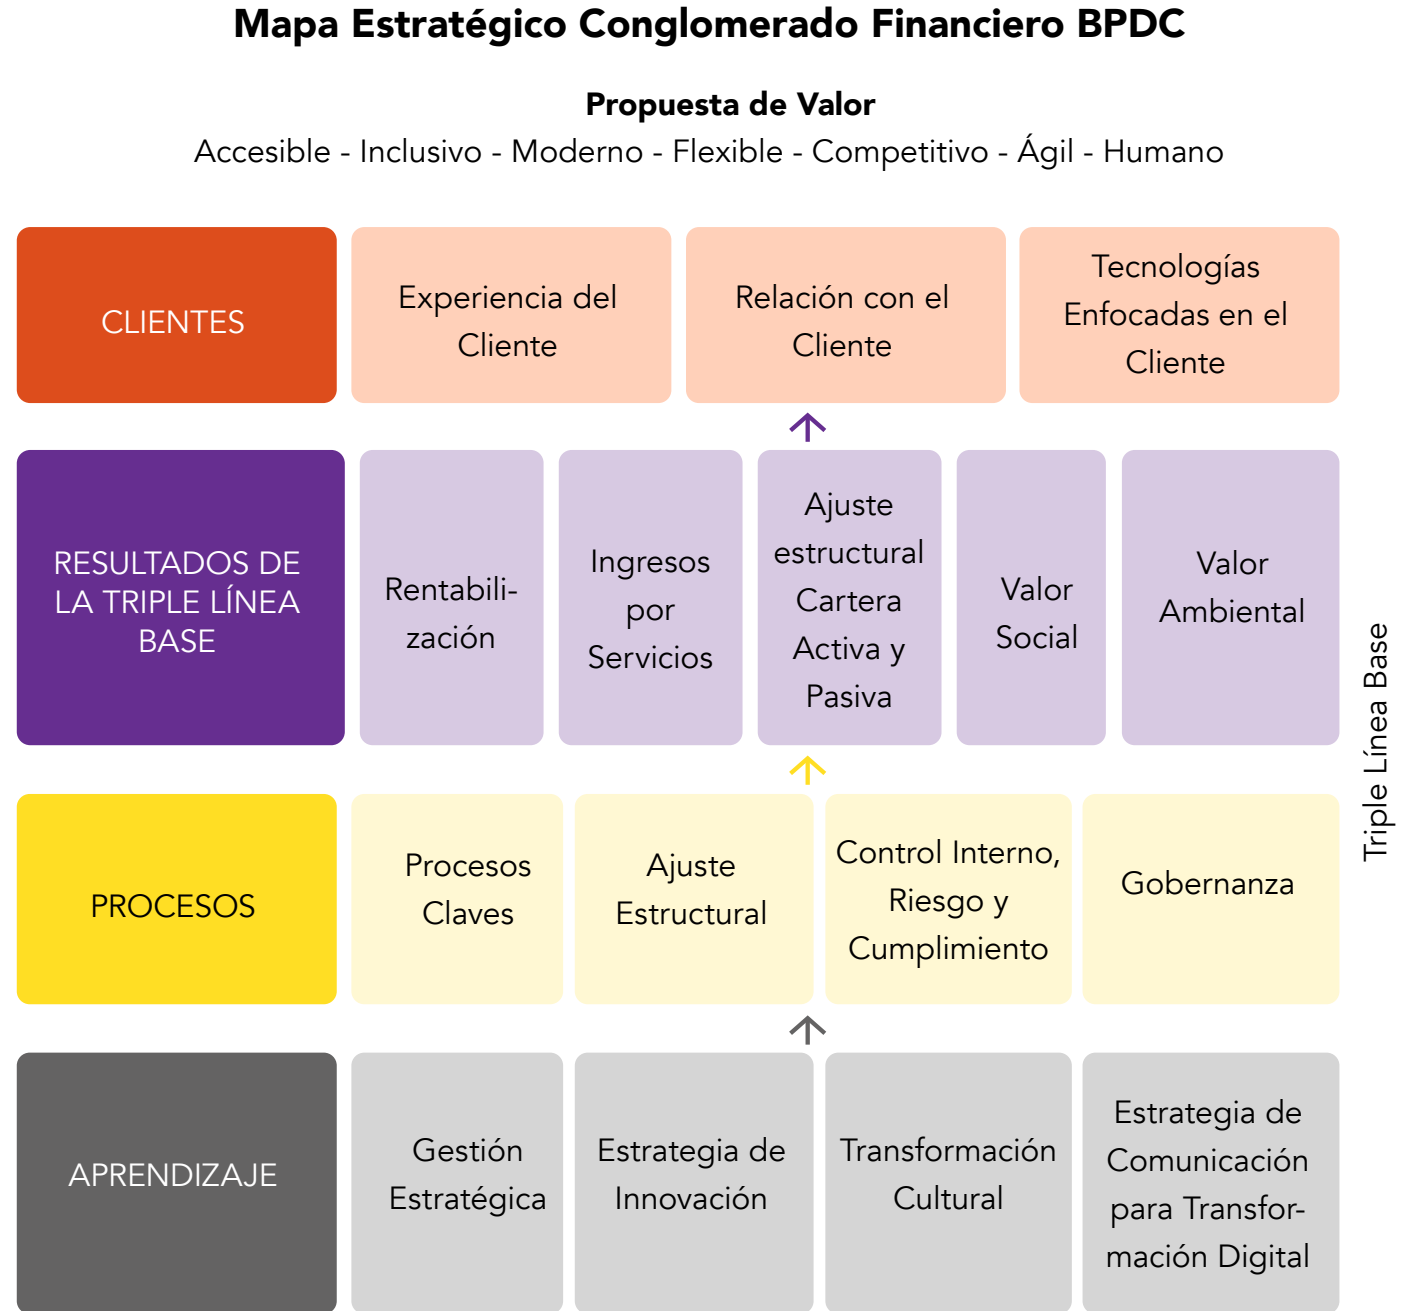 Mapa Estratégico Conglomerado Financiero BPDC
Propuesta de Valor
Accesible - Inclusivo - Moderno - Flexible - Competitivo - Ágil - Humano
CLIENTES
Experiencia del
Cliente
Relación con el
Cliente
Tecnologías
Enfocadas en el
Cliente
RESULTADOS DE
LA TRIPLE LÍNEA
BASE
Rentabili-
zación
Ingresos
por
Servicios
Ajuste
estructural
Cartera
Activa y
Pasiva
Valor
Social
Valor
Ambiental
PROCESOS
Procesos
Claves
Ajuste
Estructural
Control Interno,
Riesgo y
Cumplimiento
Gobernanza
APRENDIZAJE
Gestión
Estratégica
Estrategia de
Innovación
Transformación
Cultural
Estrategia de
Comunicación
para Transfor-
mación Digital
Triple Línea Base